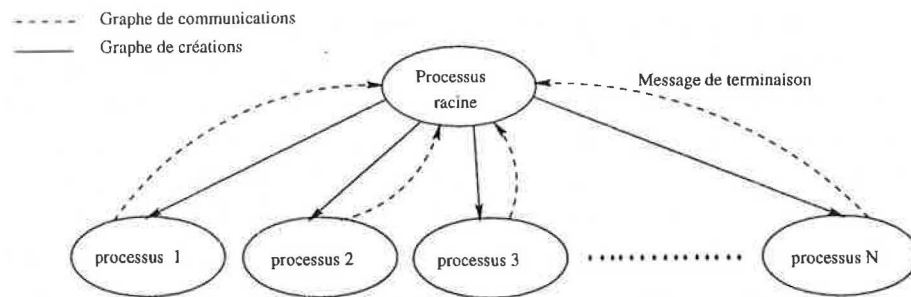 Graphe de communications
Graphe de créations
Processus
racine
Message de terminaison
processus 1
processus 2
processus 3
processus N